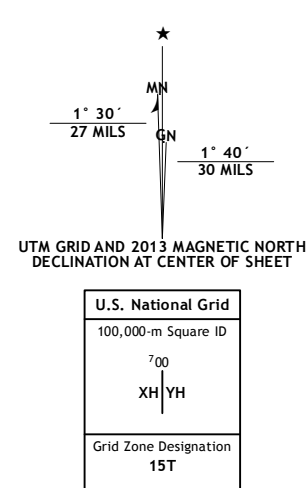 ★
MN
1° 30´
27 MILS
GN
1° 40´
30 MILS
UTM GRID AND 2013 MAGNETIC NORTH
DECLINATION AT CENTER OF SHEET
U.S. National Grid
100,000-m Square ID
⁷00
XH YH
Grid Zone Designation
15T